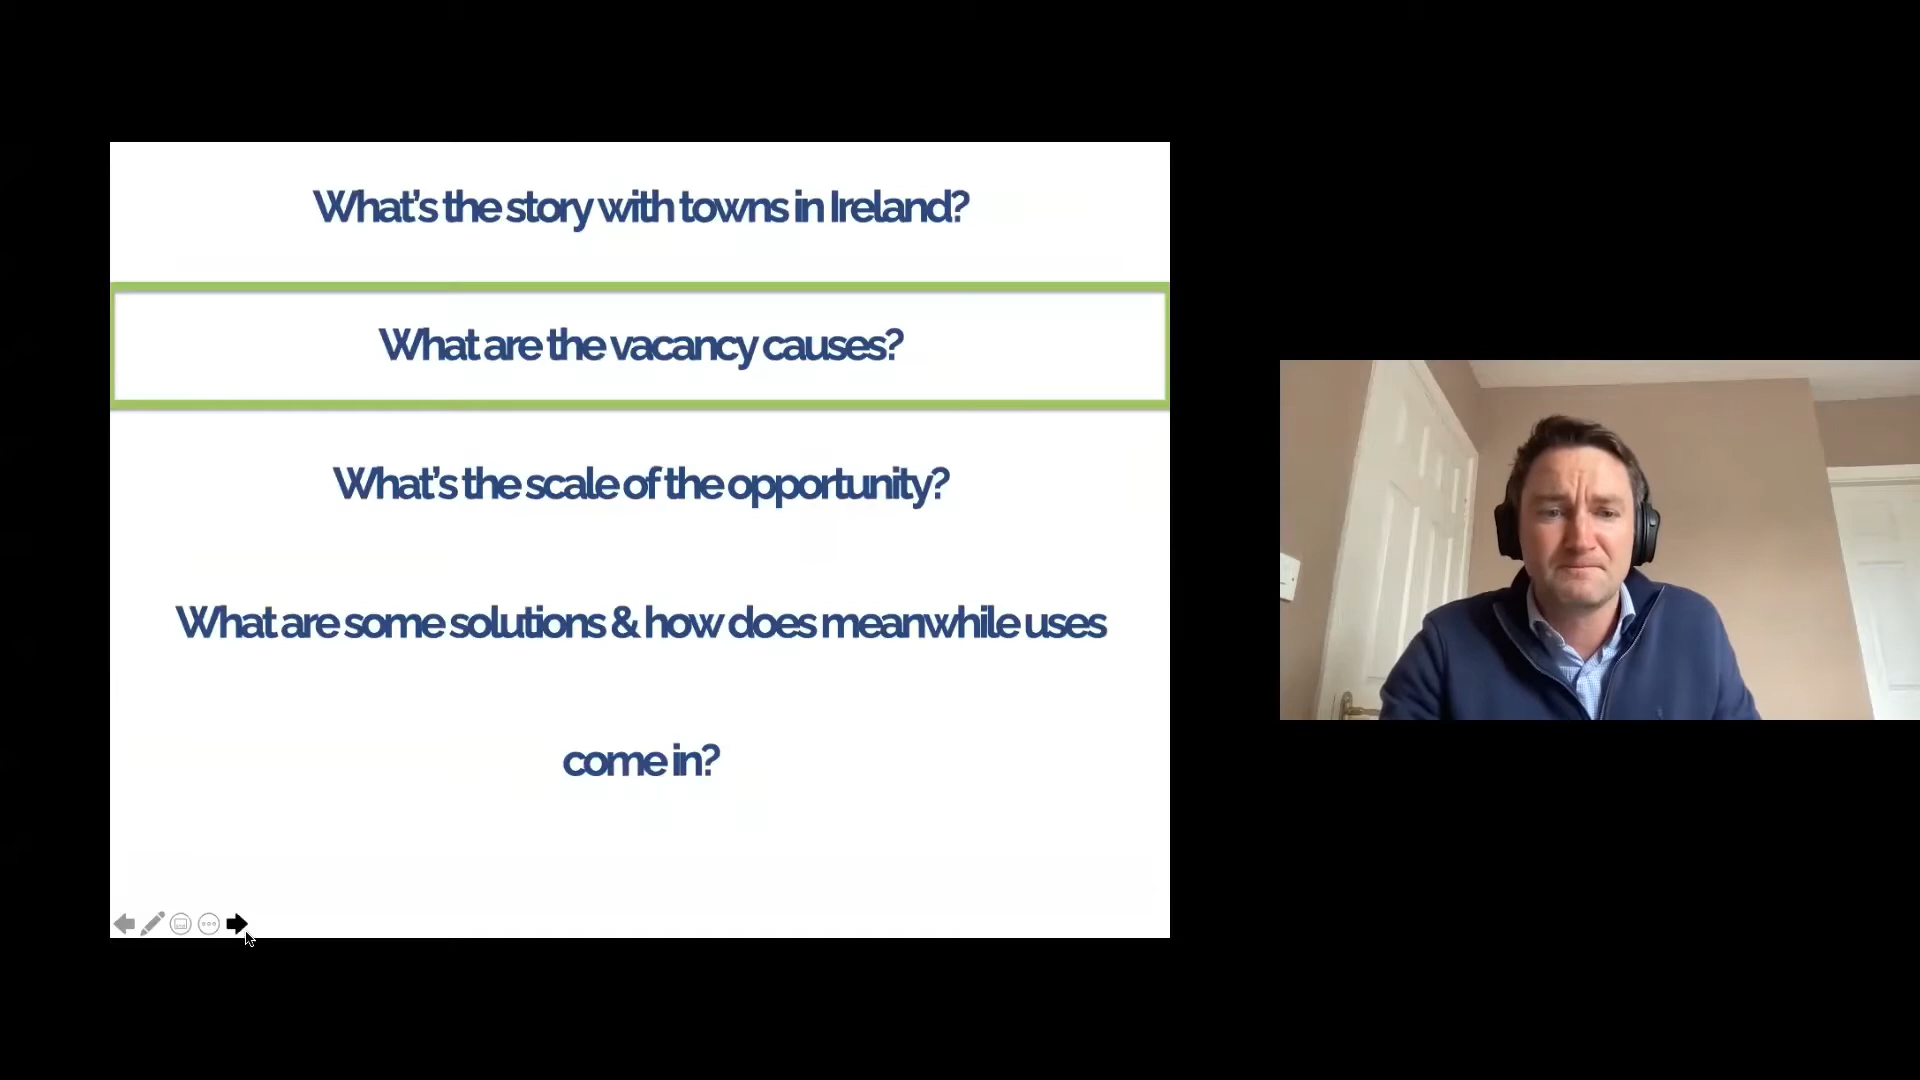 What's the story with towns in Ireland?
What are the vacancy causes?
What's the scale of the opportunity?
What are some solutions & how does meanwhile uses
come in?